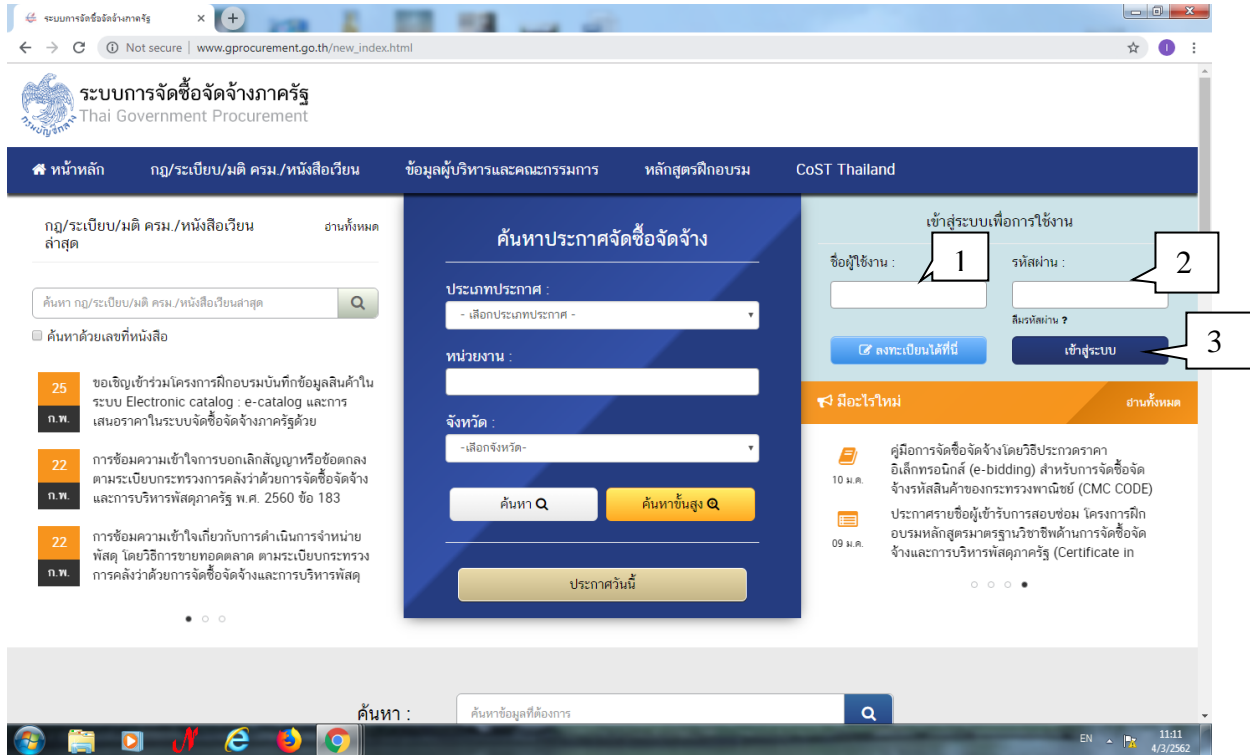 ระบบการจัดซื้อจัดจ้างภาครัฐ
Not secure | www.gprocurement.go.th/new_index.html
ระบบการจัดซื้อจัดจ้างภาครัฐ
Thai Government Procurement
กรมบัญชีกลาง
หน้าหลัก กฎ/ระเบียบ/มติ ครม./หนังสือเวียน ข้อมูลผู้บริหารและคณะกรรมการ หลักสูตรฝึกอบรม CoST Thailand
กฎ/ระเบียบ/มติ ครม./หนังสือเวียน อ่านทั้งหมด
ล่าสุด
ค้นหา กฎ/ระเบียบ/มติ ครม./หนังสือเวียนล่าสุด
ค้นหาด้วยเลขที่หนังสือ
25 ก.พ.
ขอเชิญเข้าร่วมโครงการฝึกอบรมบันทึกข้อมูลสินค้าใน
ระบบ Electronic catalog : e-catalog และการ
เสนอราคาในระบบจัดซื้อจัดจ้างภาครัฐด้วย
22 ก.พ.
การซ้อมความเข้าใจการบอกเลิกสัญญาหรือข้อตกลง
ตามระเบียบกระทรวงการคลังว่าด้วยการจัดซื้อจัดจ้าง
และการบริหารพัสดุภาครัฐ พ.ศ. 2560 ข้อ 183
22 ก.พ.
การซ้อมความเข้าใจเกี่ยวกับการดำเนินการจำหน่าย
พัสดุ โดยวิธีการขายทอดตลาด ตามระเบียบกระทรวง
การคลังว่าด้วยการจัดซื้อจัดจ้างและการบริหารพัสดุ
ค้นหาประกาศจัดซื้อจัดจ้าง
ประเภทประกาศ :
- เลือกประเภทประกาศ -
หน่วยงาน :
จังหวัด :
-เลือกจังหวัด-
ค้นหา ค้นหาขั้นสูง
ประกาศวันนี้
เข้าสู่ระบบเพื่อการใช้งาน
ชื่อผู้ใช้งาน : 1 รหัสผ่าน : 2
ลืมรหัสผ่าน ?
ลงทะเบียนได้ที่นี่ เข้าสู่ระบบ 3
มีอะไรใหม่ อ่านทั้งหมด
10 ม.ค.
คู่มือการจัดซื้อจัดจ้างโดยวิธีประกวดราคา
อิเล็กทรอนิกส์ (e-bidding) สำหรับการจัดซื้อจัด
จ้างรหัสสินค้าของกระทรวงพาณิชย์ (CMC CODE)
09 ม.ค.
ประกาศรายชื่อผู้เข้ารับการสอบซ่อม โครงการฝึก
อบรมหลักสูตรมาตรฐานวิชาชีพด้านการจัดซื้อจัด
จ้างและการบริหารพัสดุภาครัฐ (Certificate in
ค้นหา : ค้นหาข้อมูลที่ต้องการ
EN 11:11
4/3/2562